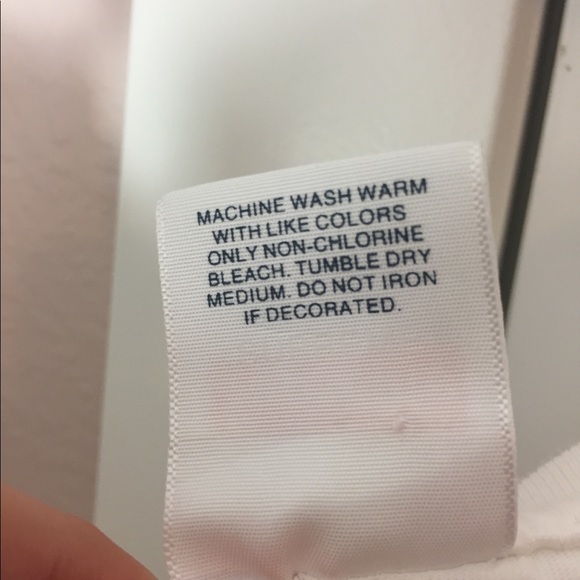 MACHINE WASH WARM
WITH LIKE COLORS
ONLY NON-CHLORINE
BLEACH. TUMBLE DRY
MEDIUM. DO NOT IRON
IF DECORATED.